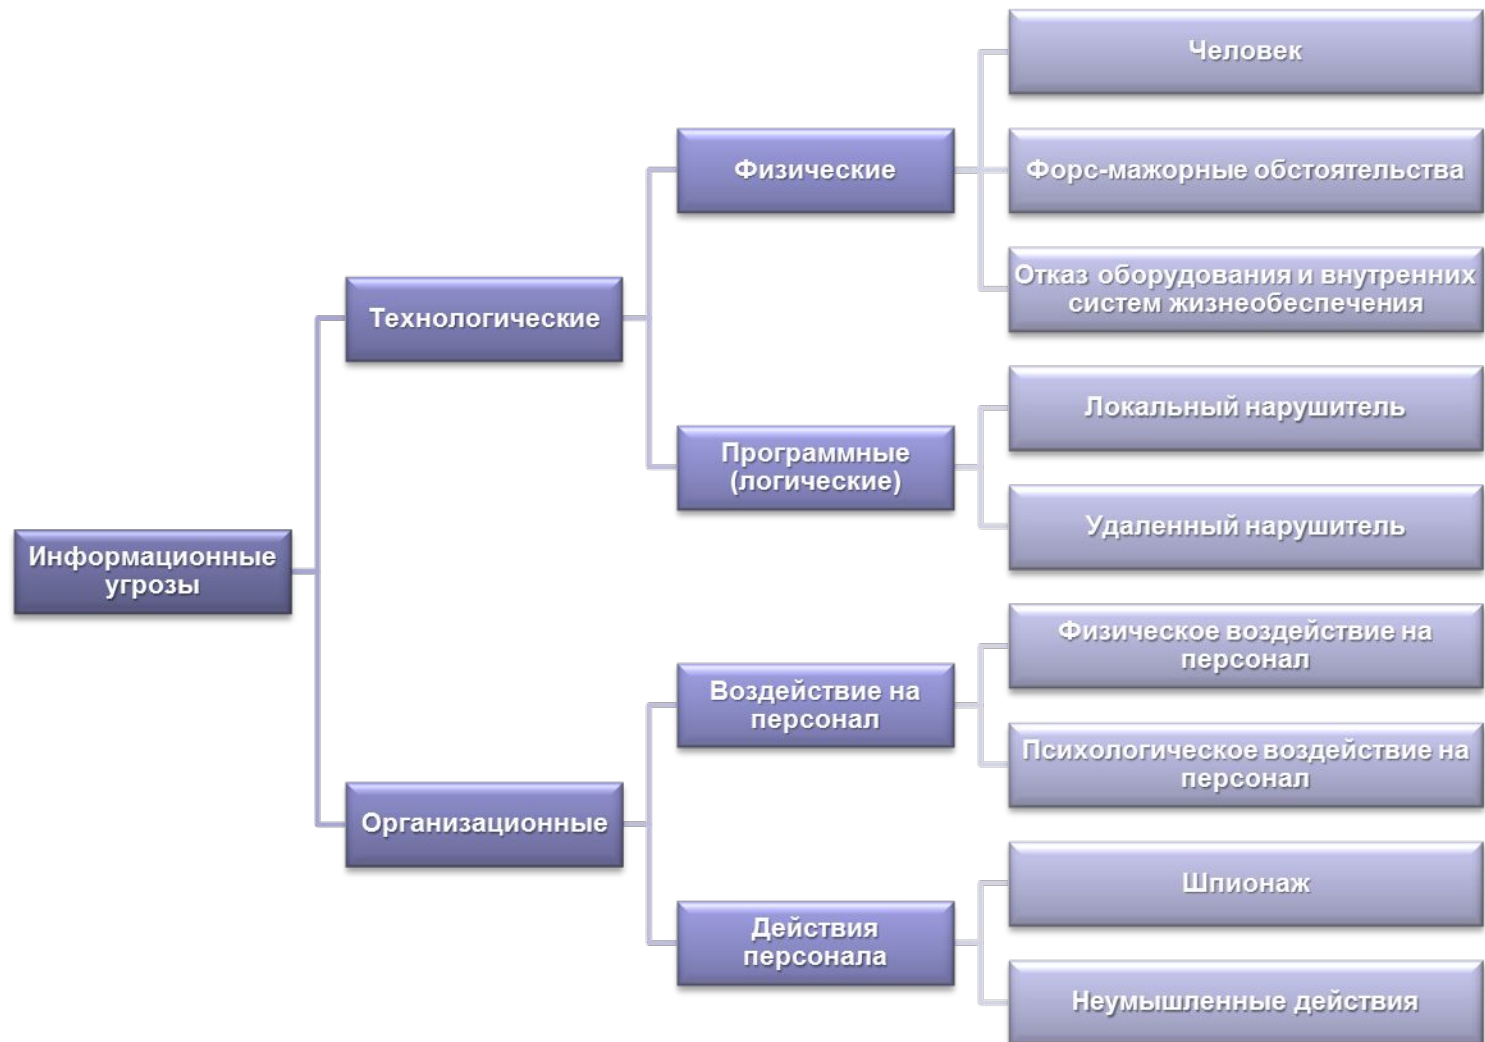 Человек
Физические
Форс-мажорные обстоятельства
Отказ оборудования и внутренних
систем жизнеобеспечения
Технологические
Локальный нарушитель
Программные
(логические)
Удаленный нарушитель
Информационные
угрозы
Физическое воздействие на
персонал
Воздействие на
персонал
Психологическое воздействие на
персонал
Организационные
Шпионаж
Действия
персонала
Неумышленные действия